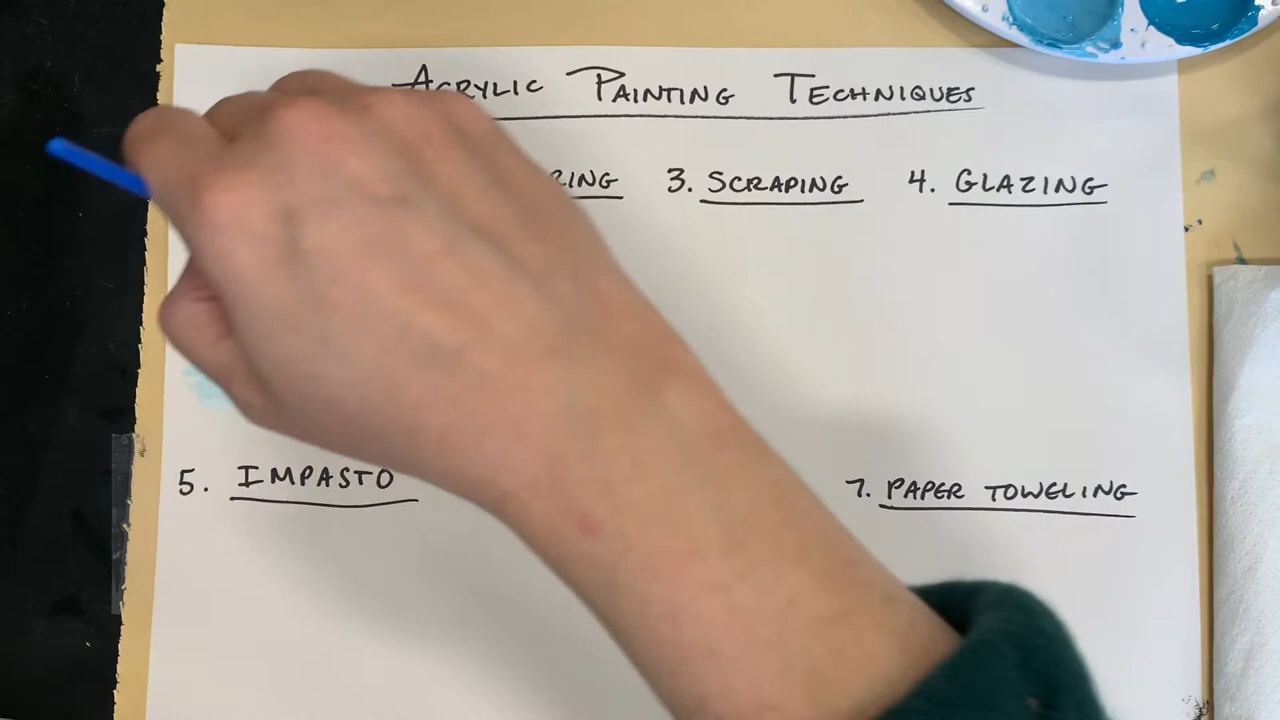 ACRYLIC PAINTING TECHNIQUES
3. SCRAPING 4. GLAZING
5. IMPASTO 7. PAPER TOWELING